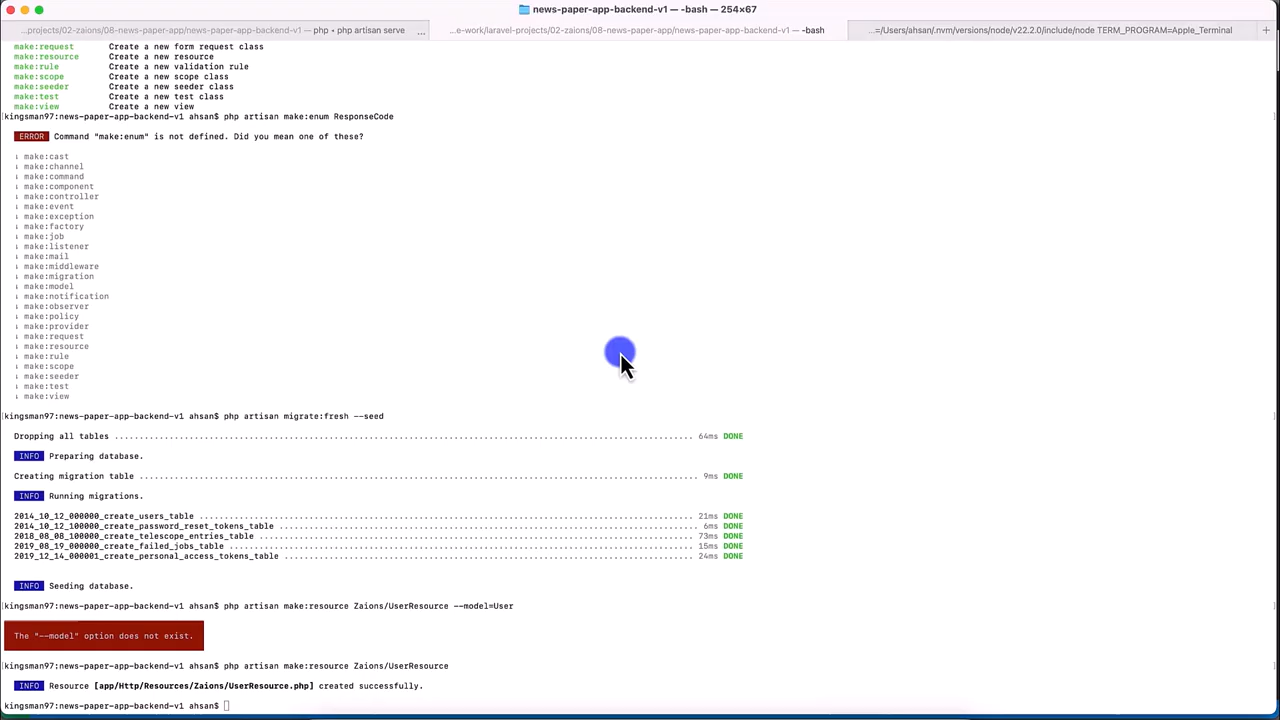 news-paper-app-backend-v1 — -bash — 254×67
...projects/02-zaions/08-news-paper-app/news-paper-app-backend-v1 — php • php artisan serve ...
...e-work/laravel-projects/02-zaions/08-news-paper-app/news-paper-app-backend-v1 — -bash
...=/Users/ahsan/.nvm/versions/node/v22.2.0/include/node TERM_PROGRAM=Apple_Terminal +
make:request Create a new form request class
make:resource Create a new resource
make:rule Create a new validation rule
make:scope Create a new scope class
make:seeder Create a new seeder class
make:test Create a new test class
make:view Create a new view
[kingsman97:news-paper-app-backend-v1 ahsan$ php artisan make:enum ResponseCode
ERROR Command "make:enum" is not defined. Did you mean one of these?
⇂ make:cast
⇂ make:channel
⇂ make:command
⇂ make:component
⇂ make:controller
⇂ make:event
⇂ make:exception
⇂ make:factory
⇂ make:job
⇂ make:listener
⇂ make:mail
⇂ make:middleware
⇂ make:migration
⇂ make:model
⇂ make:notification
⇂ make:observer
⇂ make:policy
⇂ make:provider
⇂ make:request
⇂ make:resource
⇂ make:rule
⇂ make:scope
⇂ make:seeder
⇂ make:test
⇂ make:view
[kingsman97:news-paper-app-backend-v1 ahsan$ php artisan migrate:fresh --seed
Dropping all tables ........ 64ms DONE
INFO Preparing database.
Creating migration table ........ 9ms DONE
INFO Running migrations.
2014_10_12_000000_create_users_table ........ 21ms DONE
2014_10_12_100000_create_password_reset_tokens_table ........ 6ms DONE
2018_08_08_100000_create_telescope_entries_table ........ 73ms DONE
2019_08_19_000000_create_failed_jobs_table ........ 15ms DONE
2019_12_14_000001_create_personal_access_tokens_table ........ 24ms DONE
INFO Seeding database.
[kingsman97:news-paper-app-backend-v1 ahsan$ php artisan make:resource Zaions/UserResource --model=User
The "--model" option does not exist.
[kingsman97:news-paper-app-backend-v1 ahsan$ php artisan make:resource Zaions/UserResource
INFO Resource [app/Http/Resources/Zaions/UserResource.php] created successfully.
kingsman97:news-paper-app-backend-v1 ahsan$